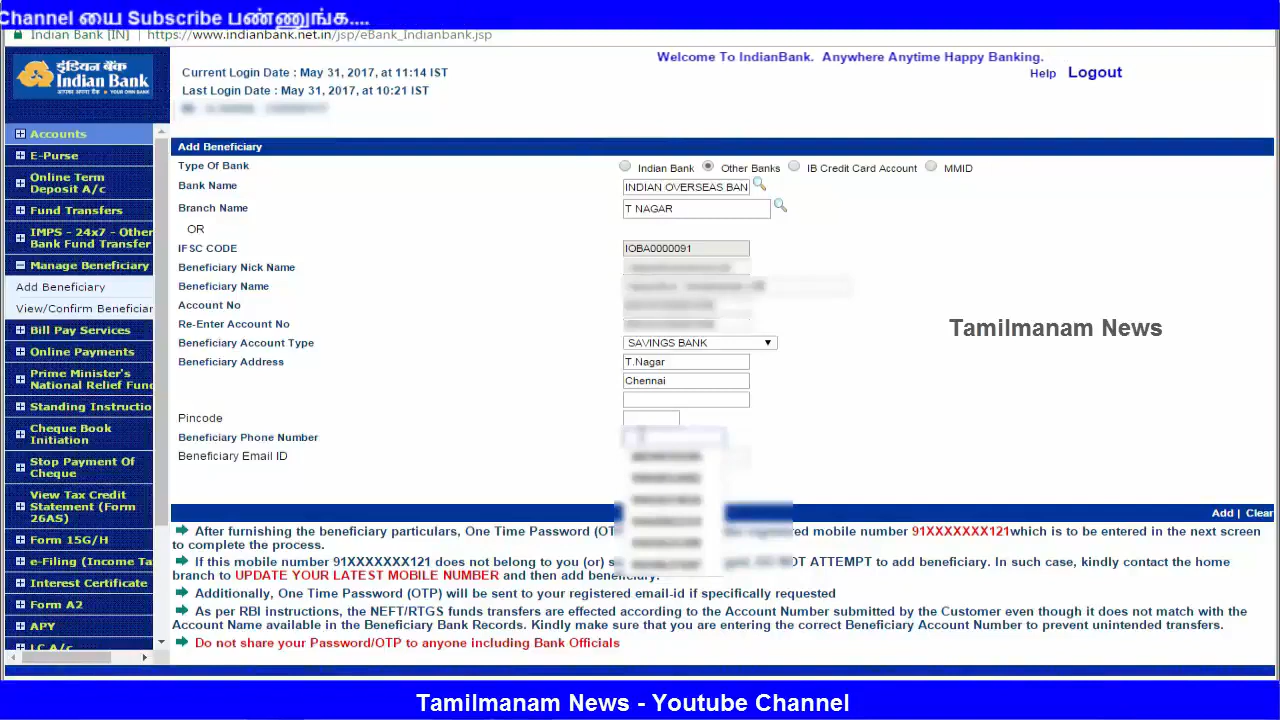 Channel யை Subscribe பண்ணுங்க....
Indian Bank [IN] https://www.indianbank.net.in/jsp/eBank_Indianbank.jsp
इंडियन बैंक
Indian Bank
आपका अपना बैंक YOUR OWN BANK
Current Login Date : May 31, 2017, at 11:14 IST
Last Login Date : May 31, 2017, at 10:21 IST
Welcome To IndianBank. Anywhere Anytime Happy Banking.
Help Logout
Accounts
E-Purse
Online Term
Deposit A/c
Fund Transfers
IMPS - 24x7 - Other
Bank Fund Transfer
Manage Beneficiary
Add Beneficiary
View/Confirm Beneficiar
Bill Pay Services
Online Payments
Prime Minister's
National Relief Fund
Standing Instructio
Cheque Book
Initiation
Stop Payment Of
Cheque
View Tax Credit
Statement (Form
26AS)
Form 15G/H
e-Filing (Income Ta
Interest Certificate
Form A2
APY
LC A/c
Add Beneficiary
Type Of Bank Indian Bank Other Banks IB Credit Card Account MMID
Bank Name INDIAN OVERSEAS BAN
Branch Name T NAGAR
OR
IFSC CODE IOBA0000091
Beneficiary Nick Name
Beneficiary Name
Account No
Re-Enter Account No
Beneficiary Account Type SAVINGS BANK
Beneficiary Address T.Nagar
Chennai
Pincode
Beneficiary Phone Number
Beneficiary Email ID
Tamilmanam News
Add | Clear
After furnishing the beneficiary particulars, One Time Password (OT mobile number 91XXXXXXX121which is to be entered in the next screen
to complete the process.
If this mobile number 91XXXXXXX121 does not belong to you (or) ATTEMPT to add beneficiary. In such case, kindly contact the home
branch to UPDATE YOUR LATEST MOBILE NUMBER and then add beneficiary.
Additionally, One Time Password (OTP) will be sent to your registered email-id if specifically requested
As per RBI instructions, the NEFT/RTGS funds transfers are effected according to the Account Number submitted by the Customer even though it does not match with the
Account Name available in the Beneficiary Bank Records. Kindly make sure that you are entering the correct Beneficiary Account Number to prevent unintended transfers.
Do not share your Password/OTP to anyone including Bank Officials
Tamilmanam News - Youtube Channel